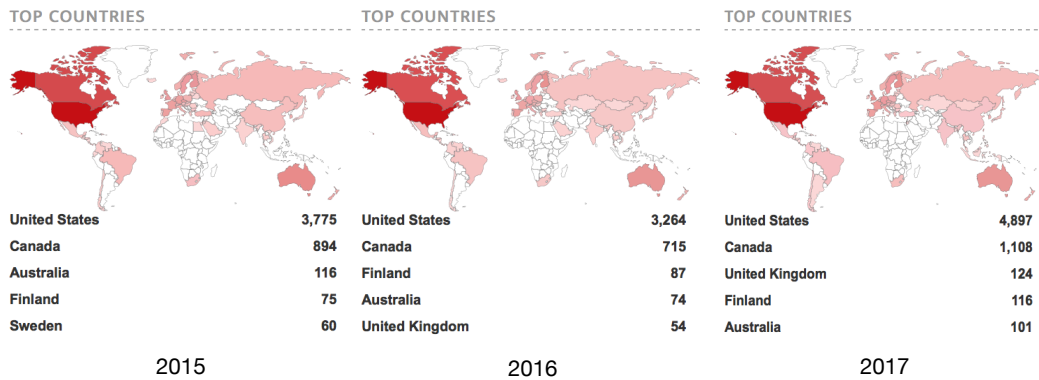 TOP COUNTRIES
United States 3,775
Canada 894
Australia 116
Finland 75
Sweden 60
2015
TOP COUNTRIES
United States 3,264
Canada 715
Finland 87
Australia 74
United Kingdom 54
2016
TOP COUNTRIES
United States 4,897
Canada 1,108
United Kingdom 124
Finland 116
Australia 101
2017